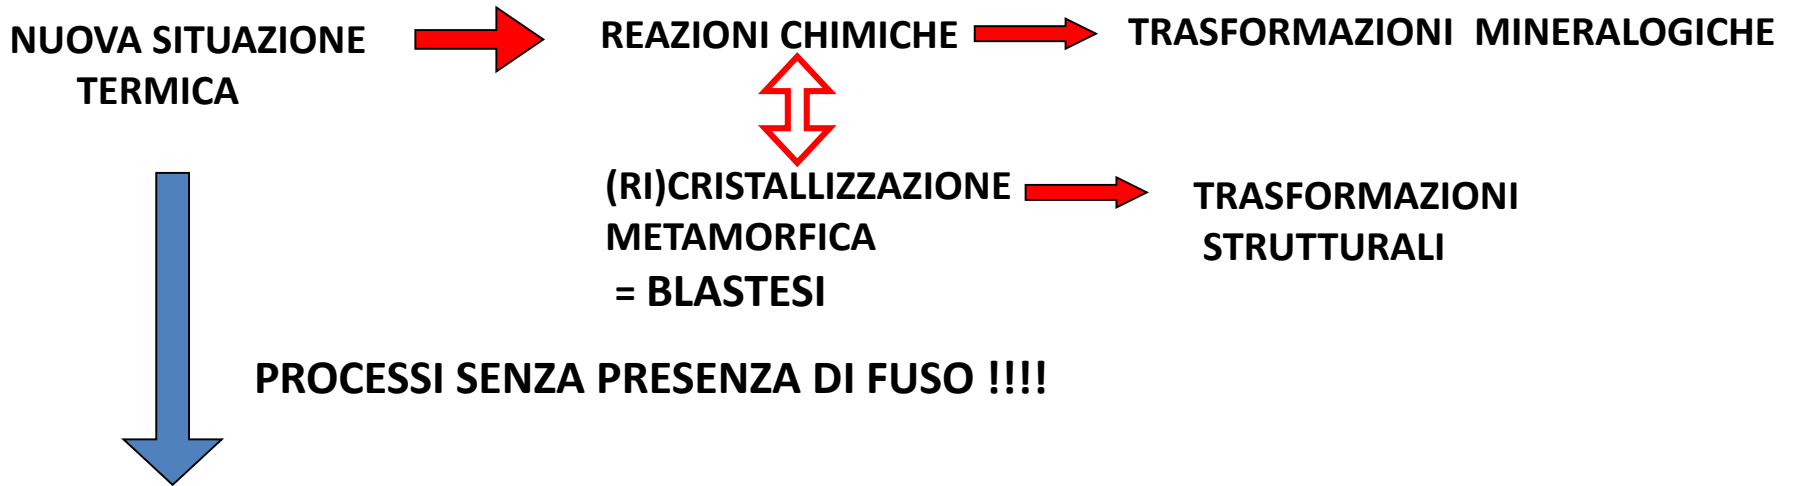 NUOVA SITUAZIONE
TERMICA
REAZIONI CHIMICHE
TRASFORMAZIONI MINERALOGICHE
(RI)CRISTALLIZZAZIONE
METAMORFICA
= BLASTESI
TRASFORMAZIONI
STRUTTURALI
PROCESSI SENZA PRESENZA DI FUSO !!!!